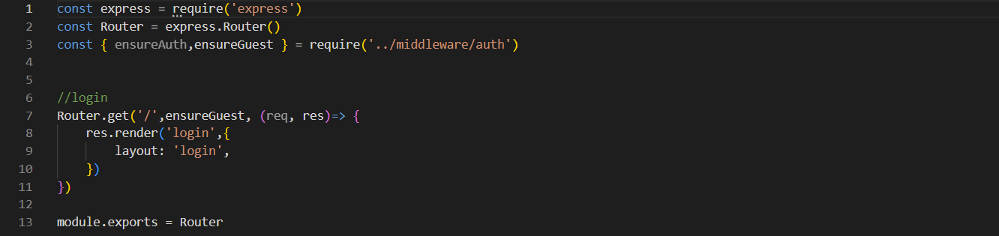 1 const express = require('express')
2 const Router = express.Router()
3 const { ensureAuth,ensureGuest } = require('../middleware/auth')
4
5
6 //login
7 Router.get('/',ensureGuest, (req, res)=> {
8     res.render('login',{
9         layout: 'login',
10     })
11 })
12
13 module.exports = Router